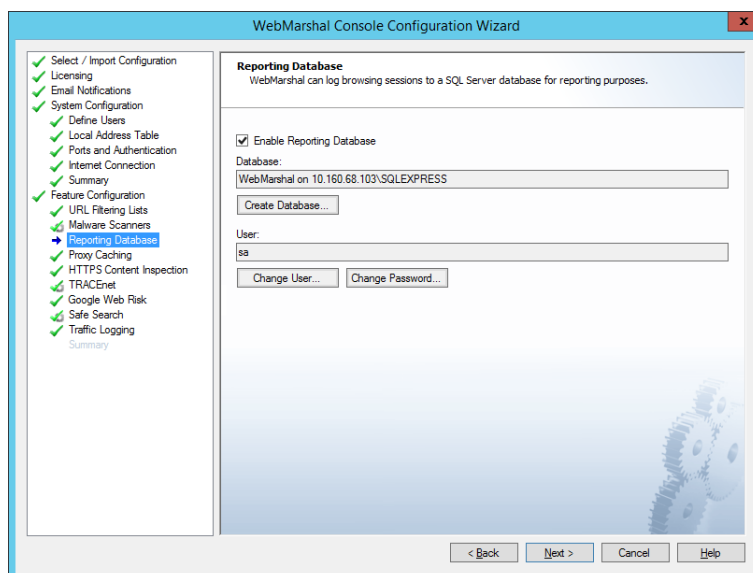 WebMarshal Console Configuration Wizard
x
Select / Import Configuration
Licensing
Email Notifications
System Configuration
Define Users
Local Address Table
Ports and Authentication
Internet Connection
Summary
Feature Configuration
URL Filtering Lists
Malware Scanners
Reporting Database
Proxy Caching
HTTPS Content Inspection
TRACEnet
Google Web Risk
Safe Search
Traffic Logging
Summary
Reporting Database
WebMarshal can log browsing sessions to a SQL Server database for reporting purposes.
Enable Reporting Database
Database:
WebMarshal on 10.160.68.103\SQLEXPRESS
Create Database...
User:
sa
Change User... Change Password...
< Back Next > Cancel Help